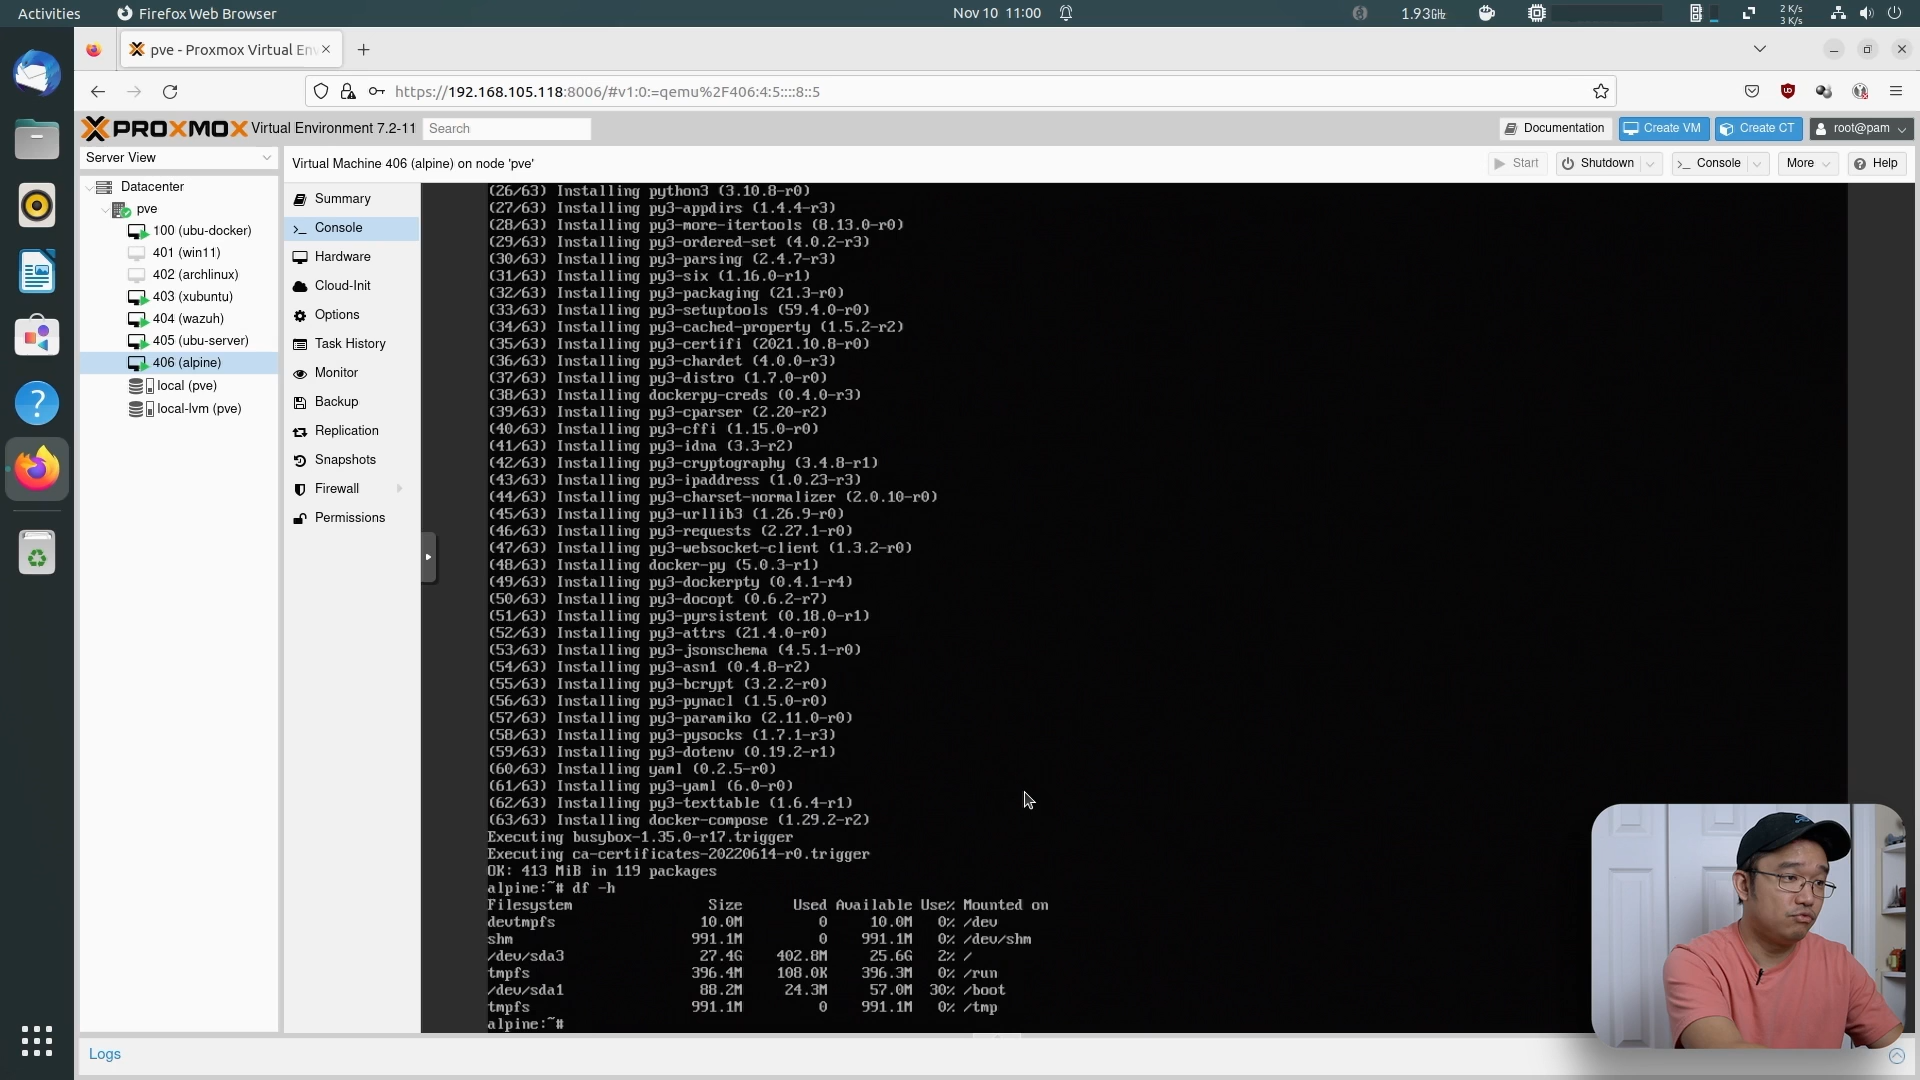 Activities
Firefox Web Browser
Nov 10 11:00
1.93GHz
2 K/s
3 K/s
pve - Proxmox Virtual En
https://192.168.105.118:8006/#v1:0:=qemu%2F406:4:5::::8::5
PROXMOX Virtual Environment 7.2-11
Search
Documentation
Create VM
Create CT
root@pam
Server View
Virtual Machine 406 (alpine) on node 'pve'
Start
Shutdown
Console
More
Help
Datacenter
pve
100 (ubu-docker)
401 (win11)
402 (archlinux)
403 (xubuntu)
404 (wazuh)
405 (ubu-server)
406 (alpine)
local (pve)
local-lvm (pve)
Summary
Console
Hardware
Cloud-Init
Options
Task History
Monitor
Backup
Replication
Snapshots
Firewall
Permissions
(26/63) Installing python3 (3.10.8-r0)
(27/63) Installing py3-appdirs (1.4.4-r3)
(28/63) Installing py3-more-itertools (8.13.0-r0)
(29/63) Installing py3-ordered-set (4.0.2-r3)
(30/63) Installing py3-parsing (2.4.7-r3)
(31/63) Installing py3-six (1.16.0-r1)
(32/63) Installing py3-packaging (21.3-r0)
(33/63) Installing py3-setuptools (59.4.0-r0)
(34/63) Installing py3-cached-property (1.5.2-r2)
(35/63) Installing py3-certifi (2021.10.8-r0)
(36/63) Installing py3-chardet (4.0.0-r3)
(37/63) Installing py3-distro (1.7.0-r0)
(38/63) Installing dockerpy-creds (0.4.0-r3)
(39/63) Installing py3-cparser (2.20-r2)
(40/63) Installing py3-cffi (1.15.0-r0)
(41/63) Installing py3-idna (3.3-r2)
(42/63) Installing py3-cryptography (3.4.8-r1)
(43/63) Installing py3-ipaddress (1.0.23-r3)
(44/63) Installing py3-charset-normalizer (2.0.10-r0)
(45/63) Installing py3-urllib3 (1.26.9-r0)
(46/63) Installing py3-requests (2.27.1-r0)
(47/63) Installing py3-websocket-client (1.3.2-r0)
(48/63) Installing docker-py (5.0.3-r1)
(49/63) Installing py3-dockerpty (0.4.1-r4)
(50/63) Installing py3-docopt (0.6.2-r7)
(51/63) Installing py3-pyrsistent (0.18.0-r1)
(52/63) Installing py3-attrs (21.4.0-r0)
(53/63) Installing py3-jsonschema (4.5.1-r0)
(54/63) Installing py3-asn1 (0.4.8-r2)
(55/63) Installing py3-bcrypt (3.2.2-r0)
(56/63) Installing py3-pynacl (1.5.0-r0)
(57/63) Installing py3-paramiko (2.11.0-r0)
(58/63) Installing py3-pysocks (1.7.1-r3)
(59/63) Installing py3-dotenv (0.19.2-r1)
(60/63) Installing yaml (0.2.5-r0)
(61/63) Installing py3-yaml (6.0-r0)
(62/63) Installing py3-texttable (1.6.4-r1)
(63/63) Installing docker-compose (1.29.2-r2)
Executing busybox-1.35.0-r17.trigger
Executing ca-certificates-20220614-r0.trigger
OK: 413 MiB in 119 packages
alpine:~# df -h
Filesystem Size Used Available Use% Mounted on
devtmpfs 10.0M 0 10.0M 0% /dev
shm 991.1M 0 991.1M 0% /dev/shm
/dev/sda3 27.4G 402.8M 25.6G 2% /
tmpfs 396.4M 108.0K 396.3M 0% /run
/dev/sda1 88.2M 24.3M 57.0M 30% /boot
tmpfs 991.1M 0 991.1M 0% /tmp
alpine:~#
Logs